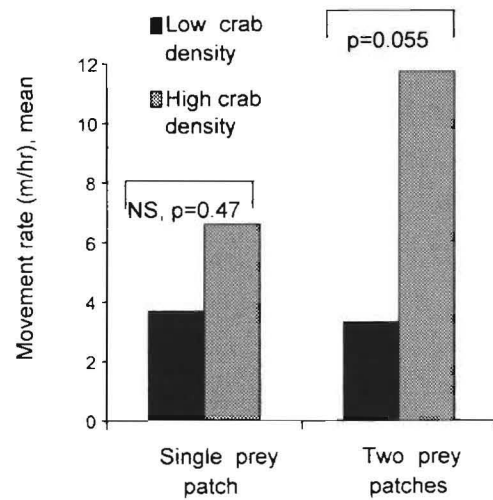 Low crab
density
High crab
density
p=0.055
NS, p=0.47
Movement rate (m/hr), mean
12
10
8
6
4
2
0
Single prey
patch
Two prey
patches